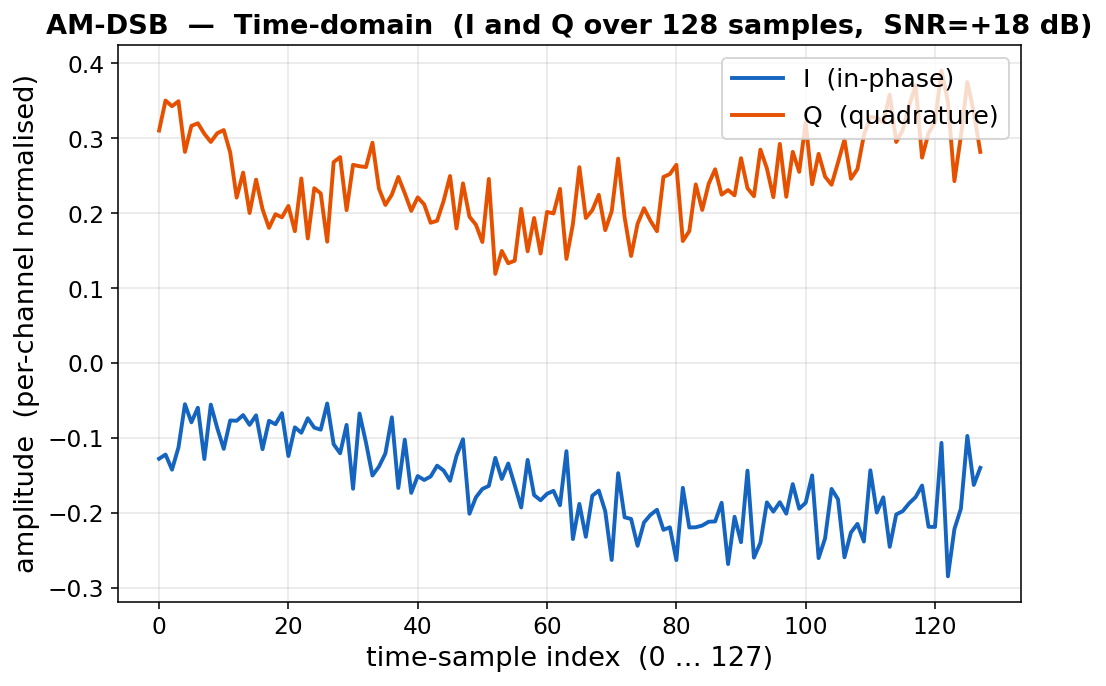 AM-DSB — Time-domain (I and Q over 128 samples, SNR=+18 dB)
amplitude (per-channel normalised)
0.4
0.3
0.2
0.1
0.0
−0.1
−0.2
−0.3
I (in-phase)
Q (quadrature)
0 20 40 60 80 100 120
time-sample index (0 … 127)